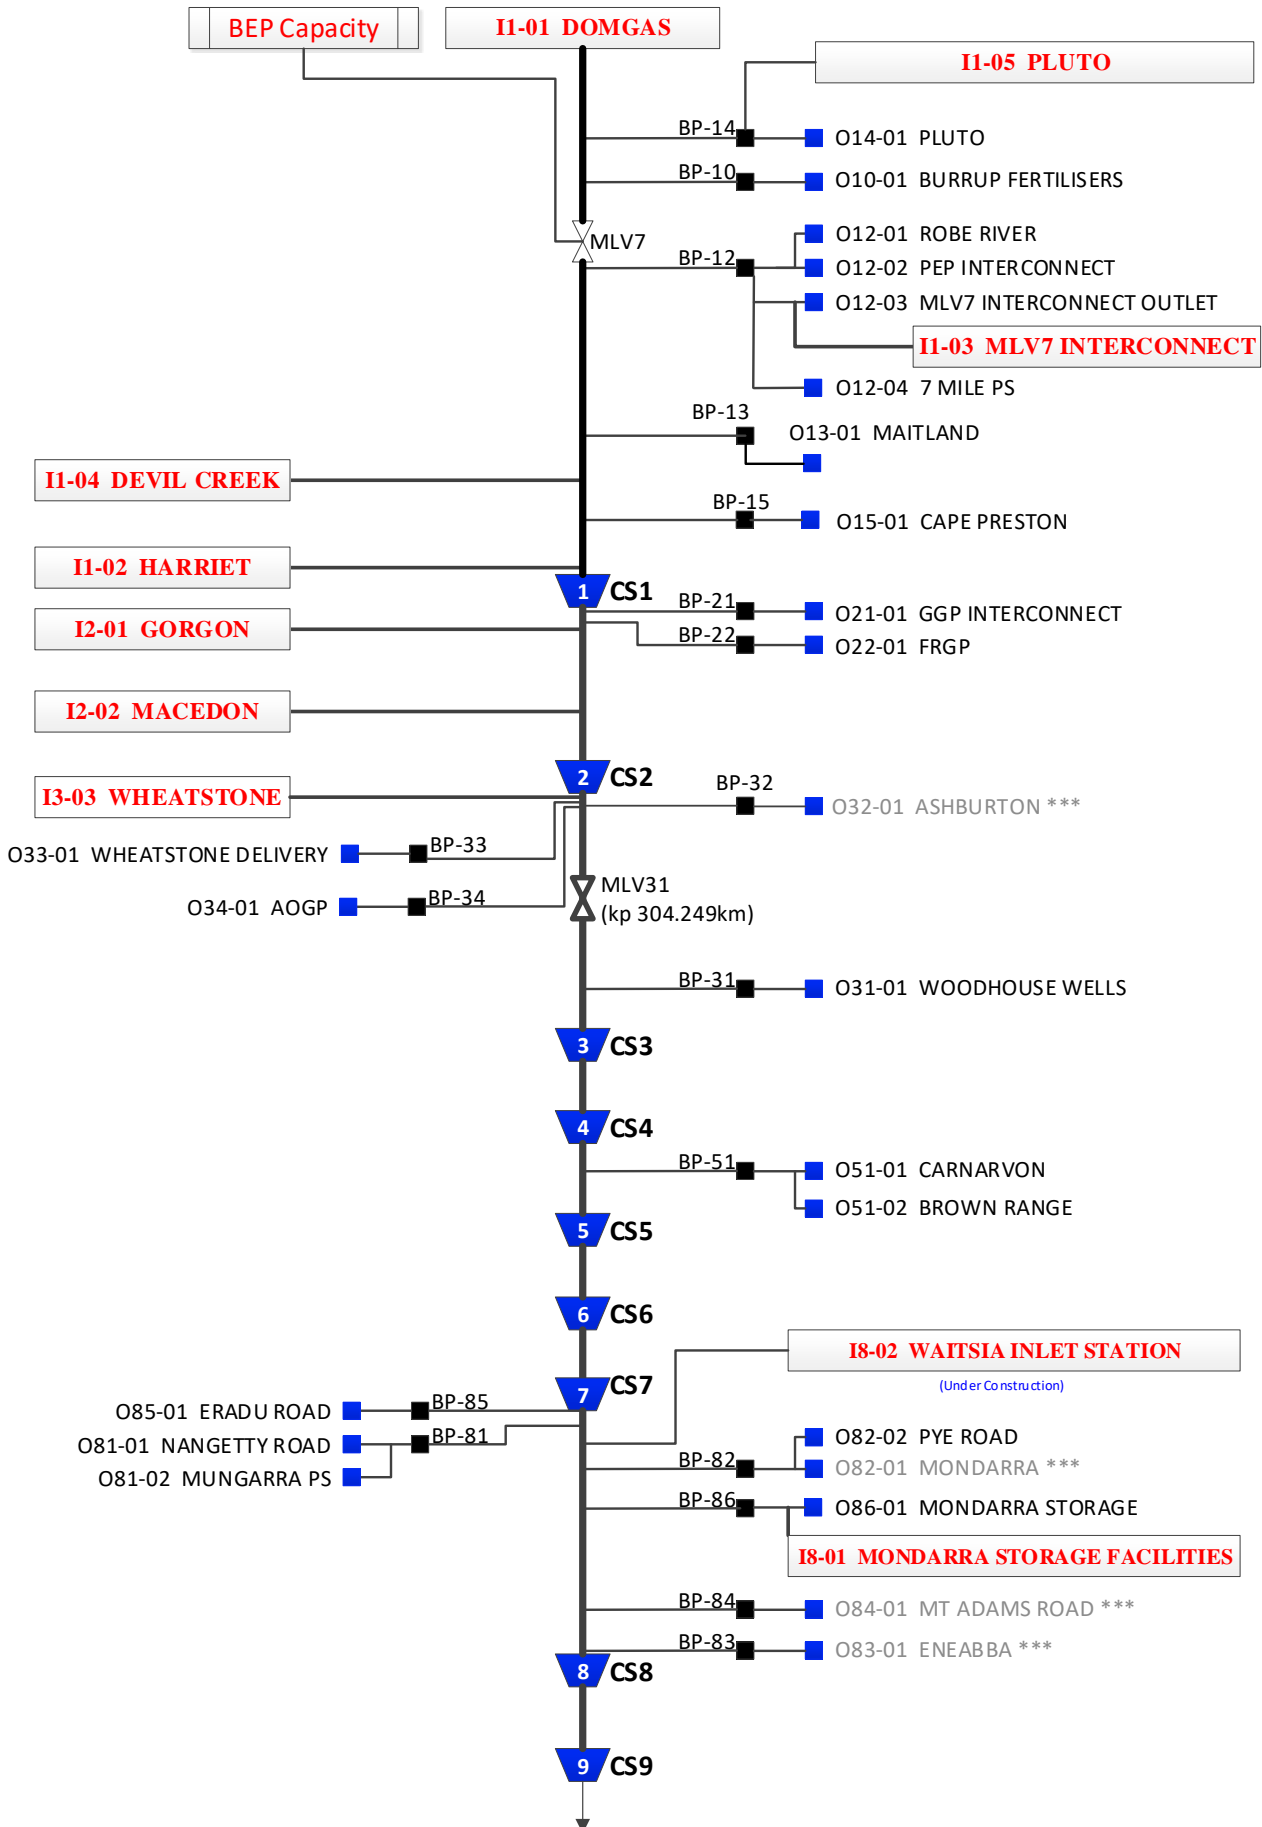 BEP Capacity
I1-01 DOMGAS
I1-05 PLUTO
BP-14
O14-01 PLUTO
BP-10
O10-01 BURRUP FERTILISERS
MLV7
BP-12
O12-01 ROBE RIVER
O12-02 PEP INTERCONNECT
O12-03 MLV7 INTERCONNECT OUTLET
I1-03 MLV7 INTERCONNECT
O12-04 7 MILE PS
BP-13
O13-01 MAITLAND
I1-04 DEVIL CREEK
BP-15
O15-01 CAPE PRESTON
I1-02 HARRIET
1 CS1
BP-21
O21-01 GGP INTERCONNECT
I2-01 GORGON
BP-22
O22-01 FRGP
I2-02 MACEDON
2 CS2
I3-03 WHEATSTONE
BP-32
O32-01 ASHBURTON ***
O33-01 WHEATSTONE DELIVERY
BP-33
MLV31
(kp 304.249km)
O34-01 AOGP
BP-34
BP-31
O31-01 WOODHOUSE WELLS
3 CS3
4 CS4
BP-51
O51-01 CARNARVON
O51-02 BROWN RANGE
5 CS5
6 CS6
I8-02 WAITSIA INLET STATION
(Under Construction)
7 CS7
O85-01 ERADU ROAD
BP-85
O81-01 NANGETTY ROAD
BP-81
O81-02 MUNGARRA PS
O82-02 PYE ROAD
BP-82
O82-01 MONDARRA ***
BP-86
O86-01 MONDARRA STORAGE
I8-01 MONDARRA STORAGE FACILITIES
BP-84
O84-01 MT ADAMS ROAD ***
BP-83
O83-01 ENEABBA ***
8 CS8
9 CS9